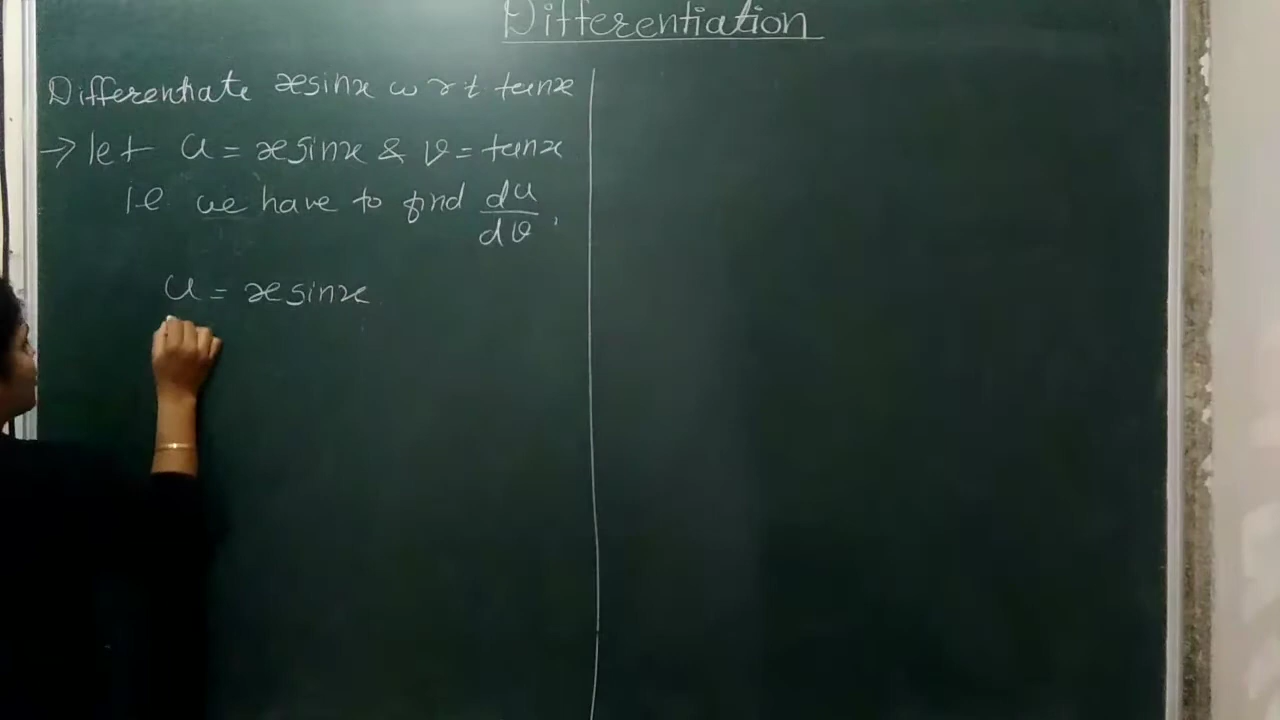 Differentiation
Differentiate xsinx w r t tanx
→ let u = xsinx & v = tanx
i.e we have to find du/dv,
u = xsinx